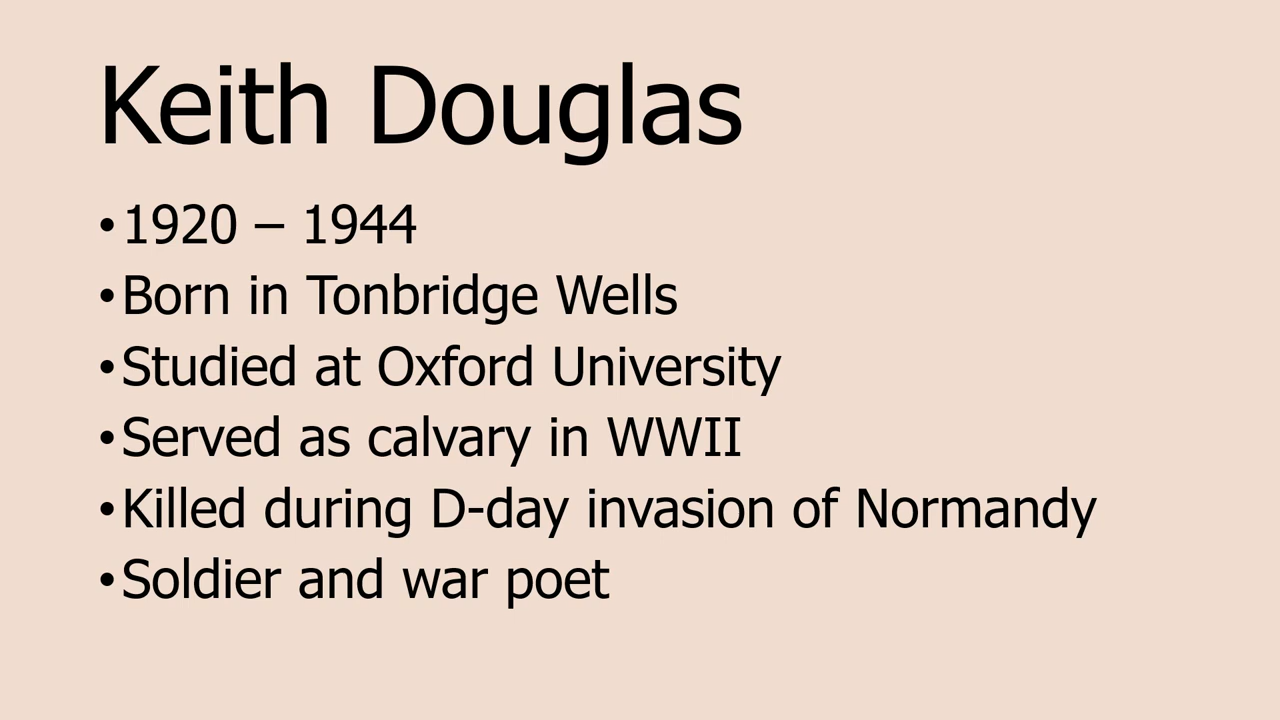 Keith Douglas
•1920 – 1944
•Born in Tonbridge Wells
•Studied at Oxford University
•Served as calvary in WWII
•Killed during D-day invasion of Normandy
•Soldier and war poet